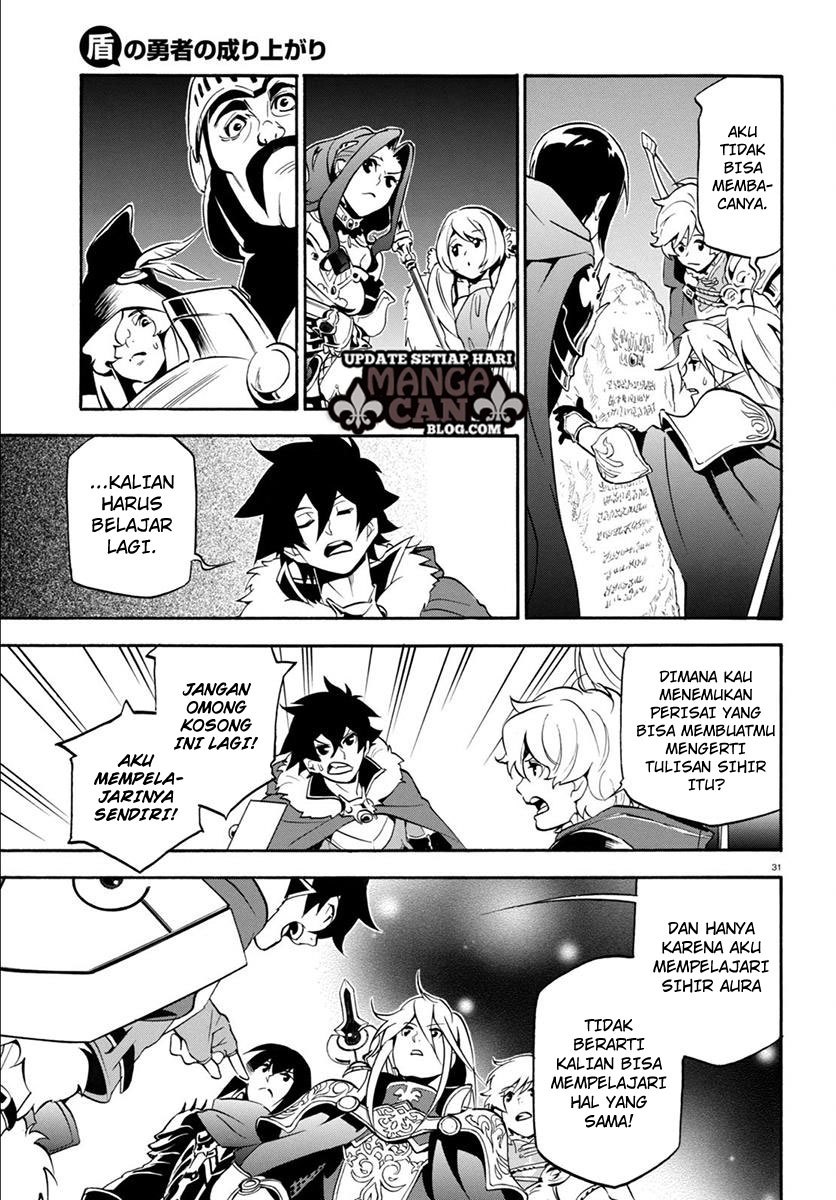 盾の勇者の成り上がり
AKU
TIDAK
BISA
MEMBA-
CANYA.
UPDATE SETIAP HARI
MANGA
CAN
BLOG.COM
...KALIAN
HARUS
BELAJAR
LAGI.
DIMANA KAU
MENEMUKAN
PERISAI YANG
BISA MEMBUATMU
MENGERTI
TULISAN SIHIR
ITU?
JANGAN
OMONG
KOSONG
INI LAGI!
AKU
MEMPELA-
JARINYA
SENDIRI!
31
DAN HANYA
KARENA AKU
MEMPELAJARI
SIHIR AURA
TIDAK
BERARTI
KALIAN BISA
MEMPELAJARI
HAL YANG
SAMA!